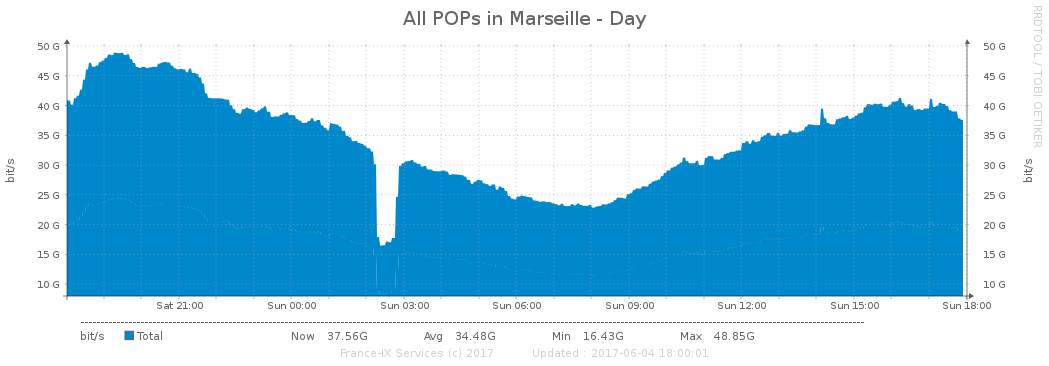 All POPs in Marseille - Day
RRDTOOL / TOBI OETIKER
50 G 50 G
45 G 45 G
40 G 40 G
35 G 35 G
30 G 30 G
25 G 25 G
20 G 20 G
15 G 15 G
10 G 10 G
bit/s bit/s
Sat 21:00 Sun 00:00 Sun 03:00 Sun 06:00 Sun 09:00 Sun 12:00 Sun 15:00 Sun 18:00
bit/s Total Now 37.56G Avg 34.48G Min 16.43G Max 48.85G
France-IX Services (c) 2017 Updated : 2017-06-04 18:00:01